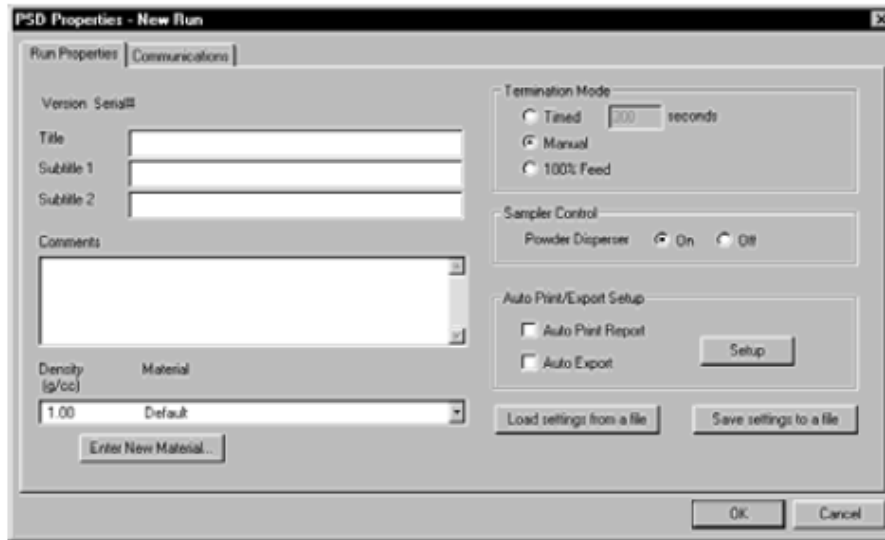 PSD Properties - New Run
Run Properties
Communications
Version Serial#
Title
Subtitle 1
Subtitle 2
Comments
Density
(g/cc)
Material
1.00 Default
Enter New Material...
Termination Mode
Timed 200 seconds
Manual
100% Feed
Sampler Control
Powder Disperser On Off
Auto Print/Export Setup
Auto Print Report
Auto Export
Setup
Load settings from a file
Save settings to a file
OK
Cancel